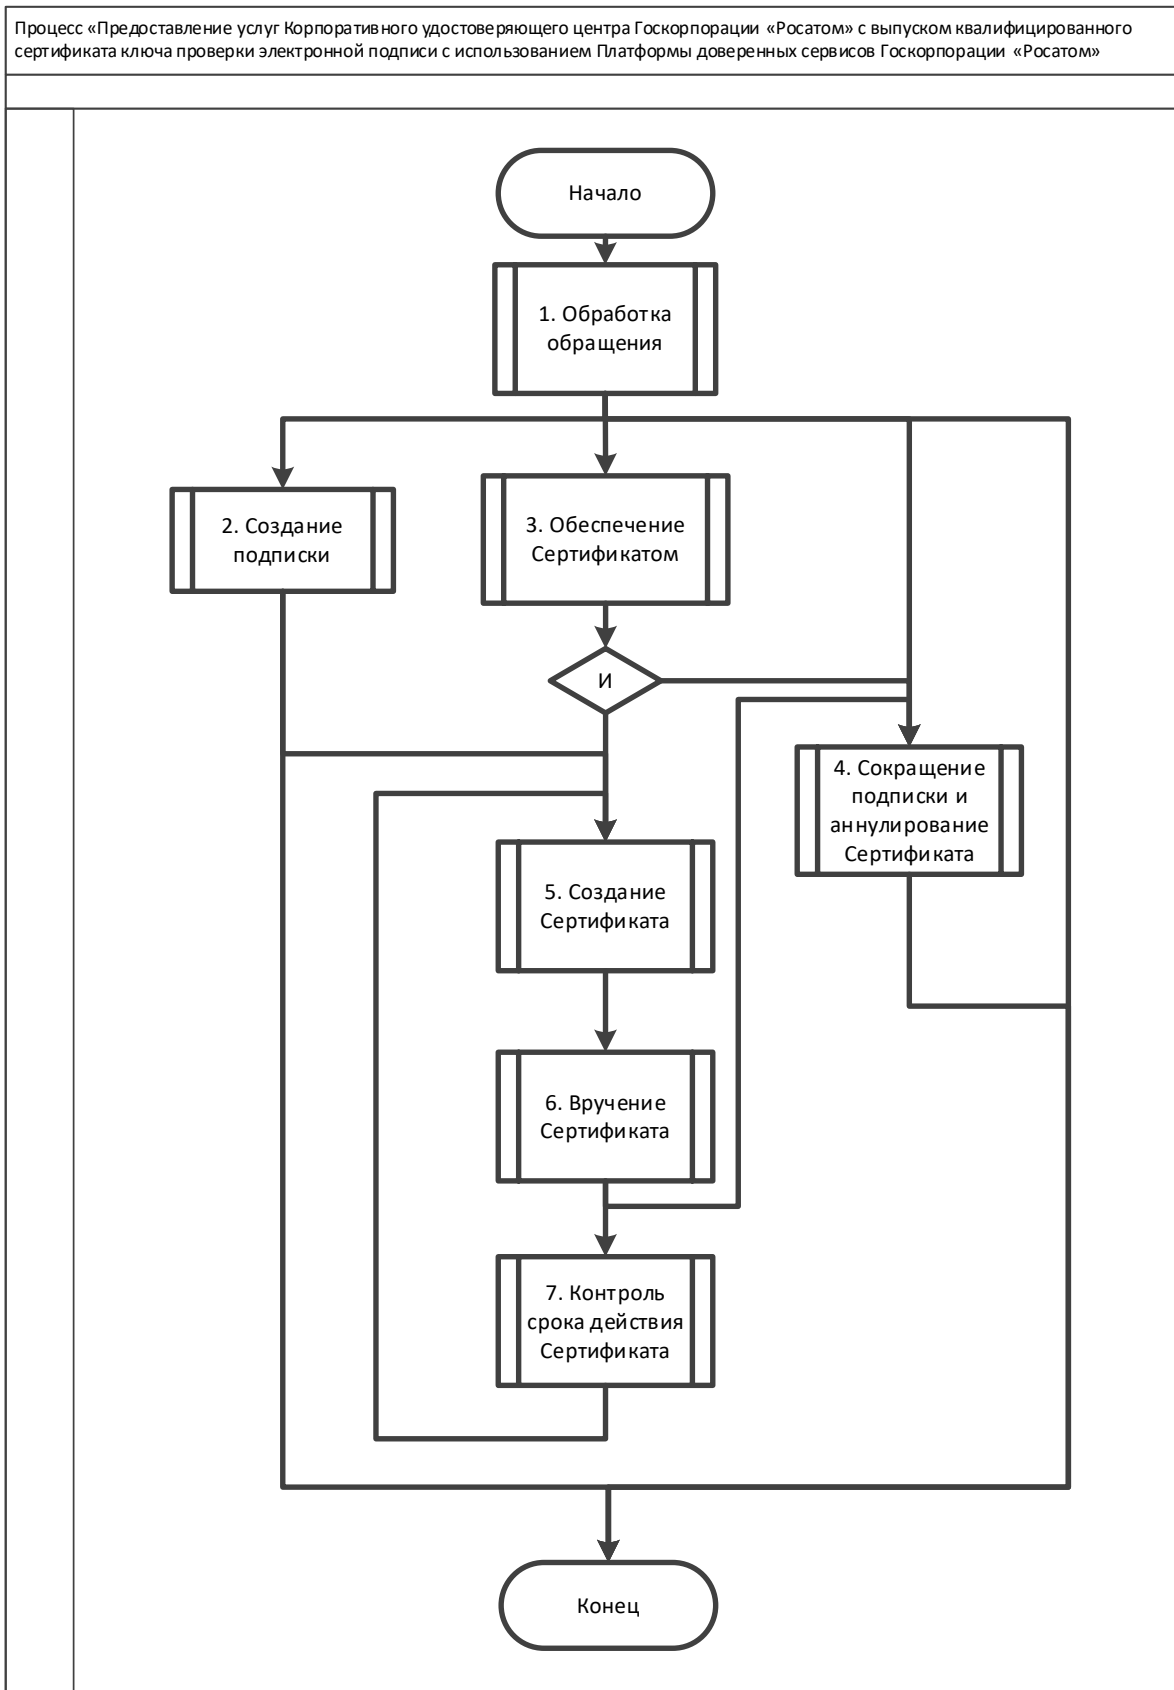 Процесс «Предоставление услуг Корпоративного удостоверяющего центра Госкорпорации «Росатом» с выпуском квалифицированного
сертификата ключа проверки электронной подписи с использованием Платформы доверенных сервисов Госкорпорации «Росатом»
Начало
1. Обработка
обращения
2. Создание
подписки
3. Обеспечение
Сертификатом
И
4. Сокращение
подписки и
аннулирование
Сертификата
5. Создание
Сертификата
6. Вручение
Сертификата
7. Контроль
срока действия
Сертификата
Конец